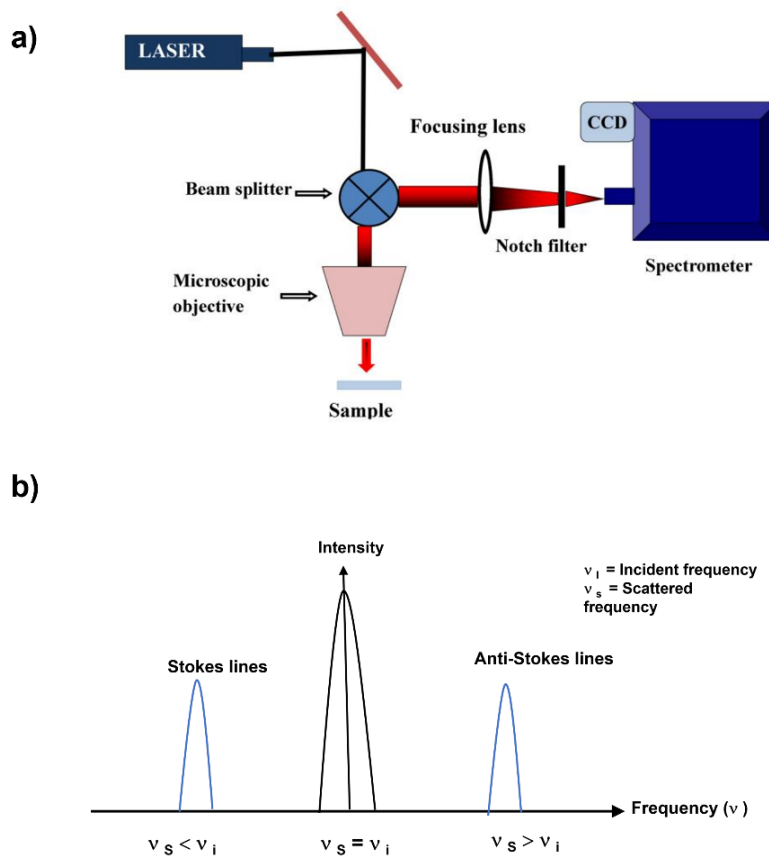 a)
LASER
CCD
Focusing lens
Beam splitter
Notch filter
Spectrometer
Microscopic
objective
Sample
b)
Intensity
ν I = Incident frequency
ν s = Scattered
frequency
Stokes lines
Anti-Stokes lines
Frequency (ν)
ν S < ν i
ν S = ν i
ν S > ν i